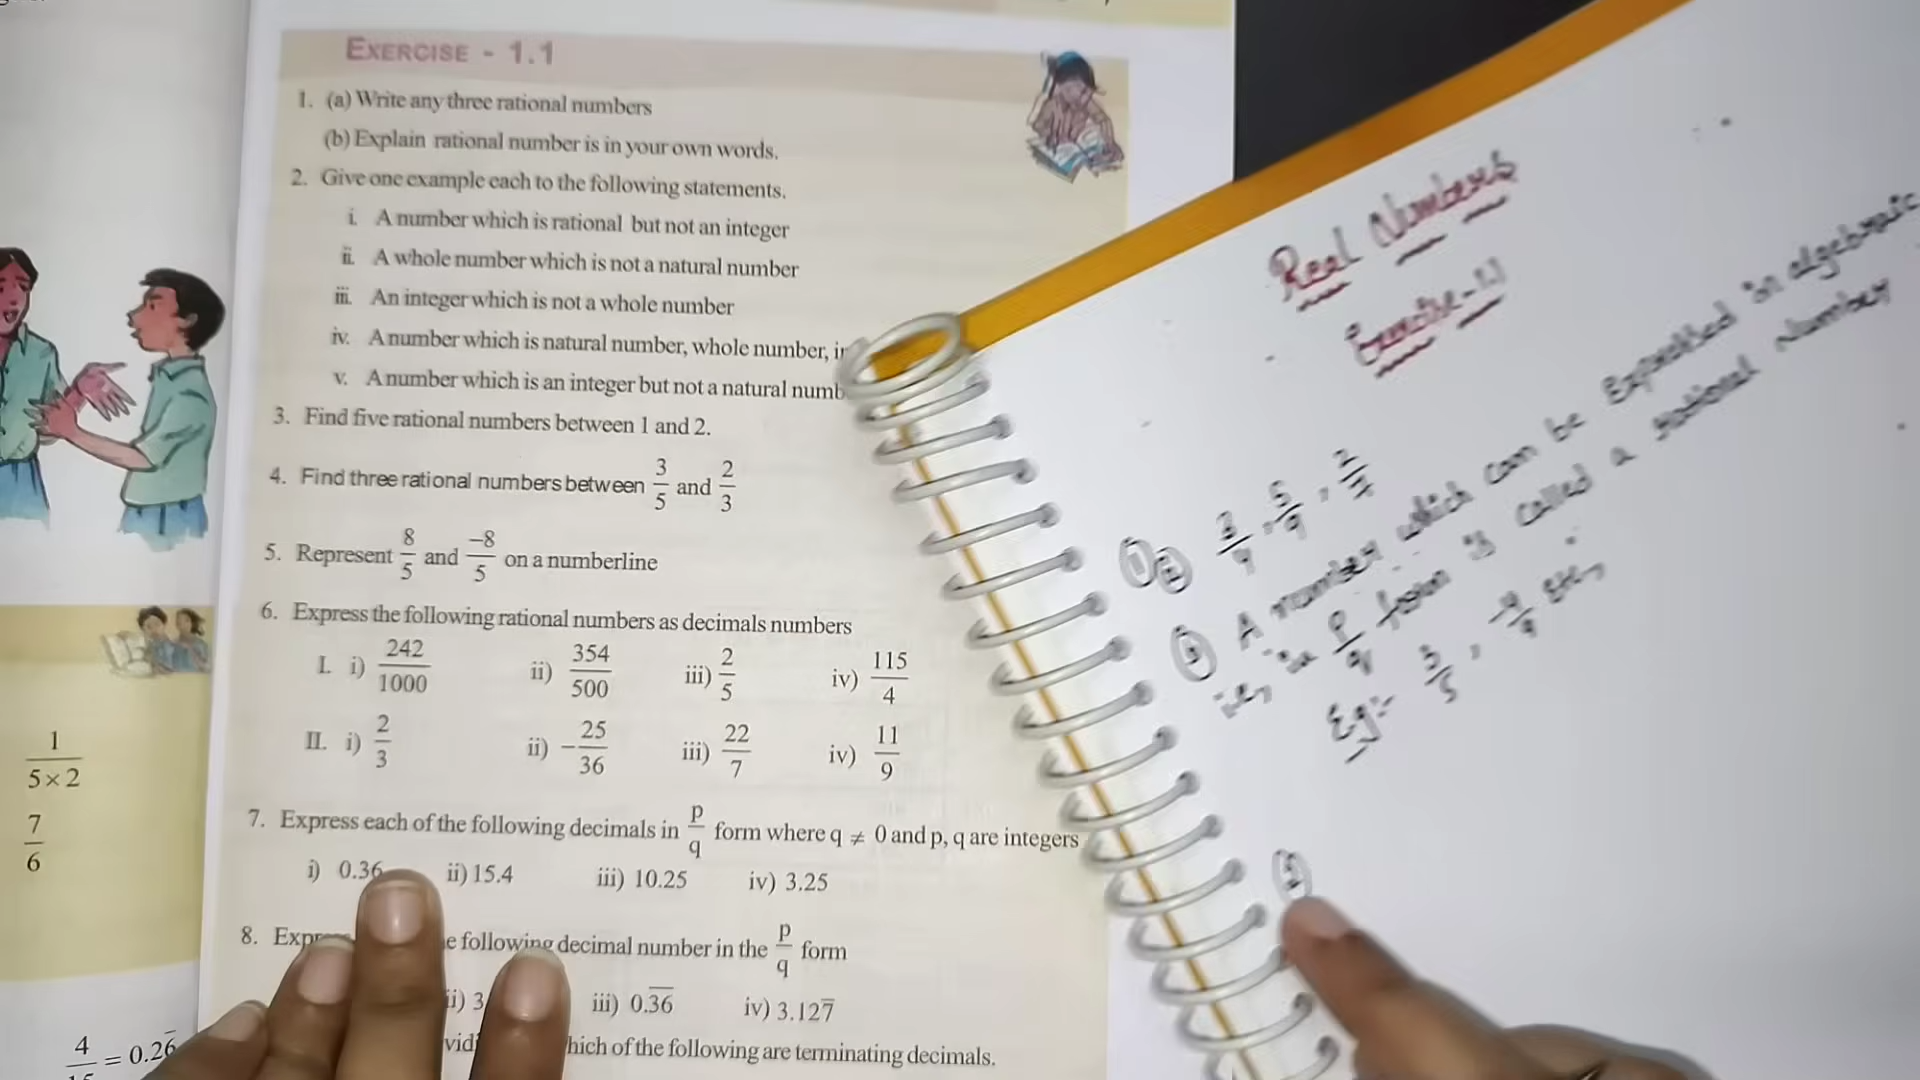 EXERCISE - 1.1
1. (a) Write any three rational numbers
(b) Explain rational number is in your own words.
2. Give one example each to the following statements.
i. A number which is rational but not an integer
ii. A whole number which is not a natural number
iii. An integer which is not a whole number
iv. A number which is natural number, whole number,
v. A number which is an integer but not a natural numb
3. Find five rational numbers between 1 and 2.
4. Find three rational numbers between 3/5 and 2/3
5. Represent 8/5 and -8/5 on a numberline
6. Express the following rational numbers as decimals numbers
I. i) 242/1000 ii) 354/500 iii) 2/5 iv) 115/4
II. i) 2/3 ii) -25/36 iii) 22/7 iv) 11/9
7. Express each of the following decimals in p/q form where q ≠ 0 and p, q are integers
i) 0.36 ii) 15.4 iii) 10.25 iv) 3.25
8. e following decimal number in the p/q form
ii) 3 iii) 0.3̅6̅ iv) 3.127̅
hich of the following are terminating decimals.
1/(5×2)
7/6
4/15 = 0.26̅
Real Numbers
Exercise-1.1
① 3/4, 5/9, 2/7
A number which can be Expressed in algebraic
ie, in p/q form is called a rational Number
Eg:- 3/5, -9/4 etc,
②